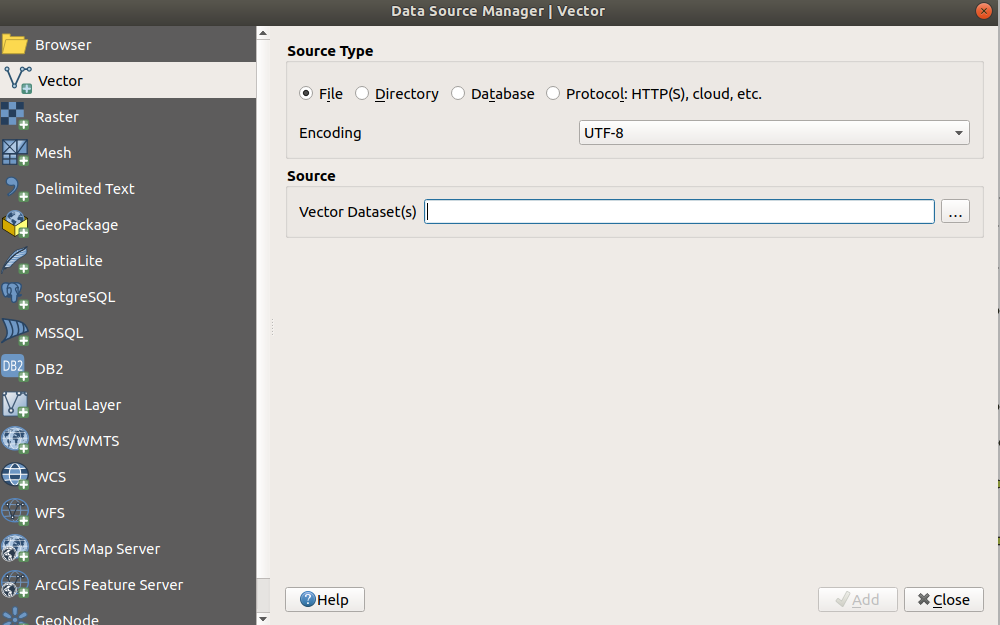 Data Source Manager | Vector
Browser
Vector
Raster
Mesh
Delimited Text
GeoPackage
SpatiaLite
PostgreSQL
MSSQL
DB2 DB2
Virtual Layer
WMS/WMTS
WCS
WFS
ArcGIS Map Server
ArcGIS Feature Server
GeoNode
Source Type
File Directory Database Protocol: HTTP(S), cloud, etc.
Encoding UTF-8
Source
Vector Dataset(s) ...
Help Add Close